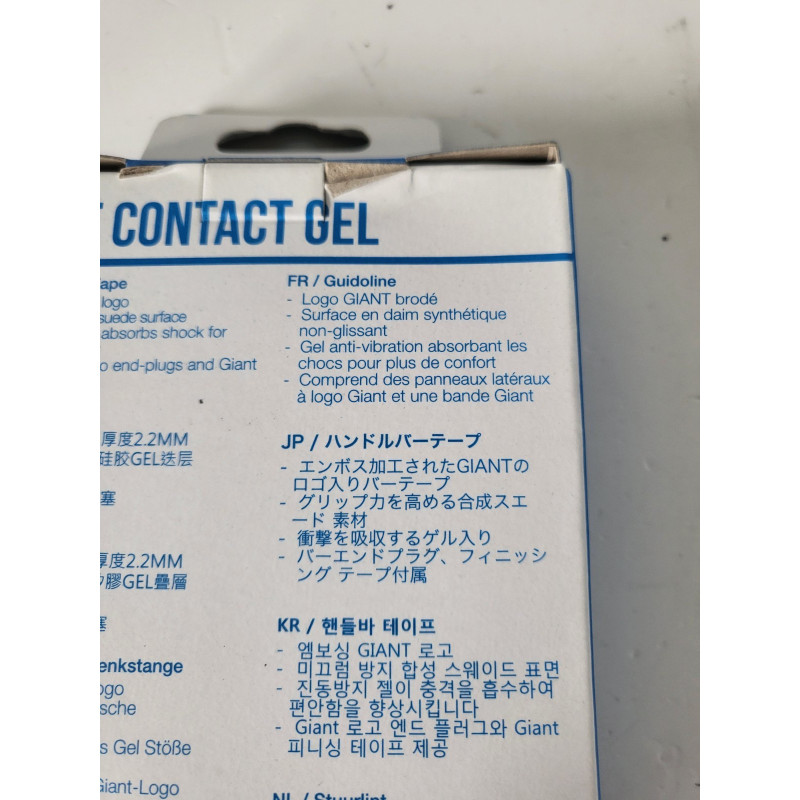 CONTACT GEL
ape
logo
suede surface
absorbs shock for
o end-plugs and Giant
厚度2.2MM
硅胶GEL迭层
塞
厚度2.2MM
膠GEL疊層
塞
enkstange
ogo
sche
s Gel Stöße
Giant-Logo
FR / Guidoline
- Logo GIANT brodé
- Surface en daim synthétique
non-glissant
- Gel anti-vibration absorbant les
chocs pour plus de confort
- Comprend des panneaux latéraux
à logo Giant et une bande Giant
JP / ハンドルバーテープ
- エンボス加工されたGIANTの
ロゴ入りバーテープ
- グリップ力を高める合成スエ
ード 素材
- 衝撃を吸収するゲル入り
- バーエンドプラグ、フィニッシ
ング テープ付属
KR / 핸들바 테이프
- 엠보싱 GIANT 로고
- 미끄럼 방지 합성 스웨이드 표면
- 진동방지 젤이 충격을 흡수하여
편안함을 향상시킵니다
- Giant 로고 엔드 플러그와 Giant
피니싱 테이프 제공
NL / Stuurlint